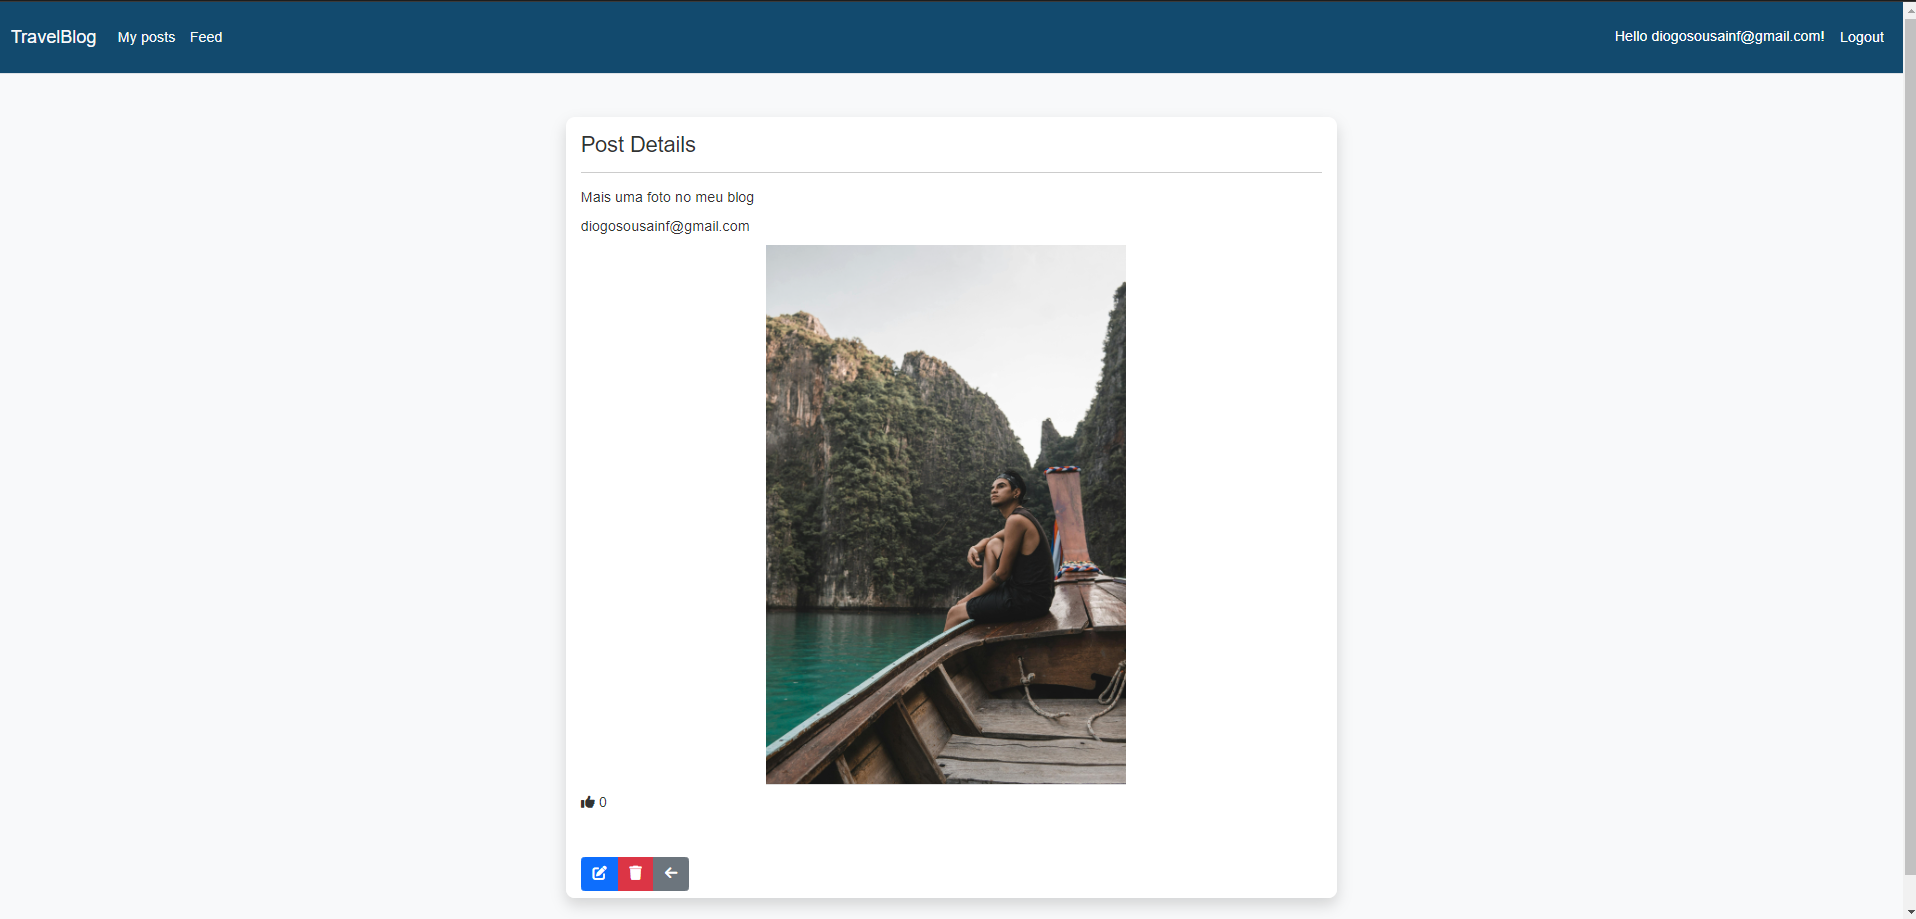 TravelBlog My posts Feed Hello diogosousainf@gmail.com! Logout
Post Details
Mais uma foto no meu blog
diogosousainf@gmail.com
0